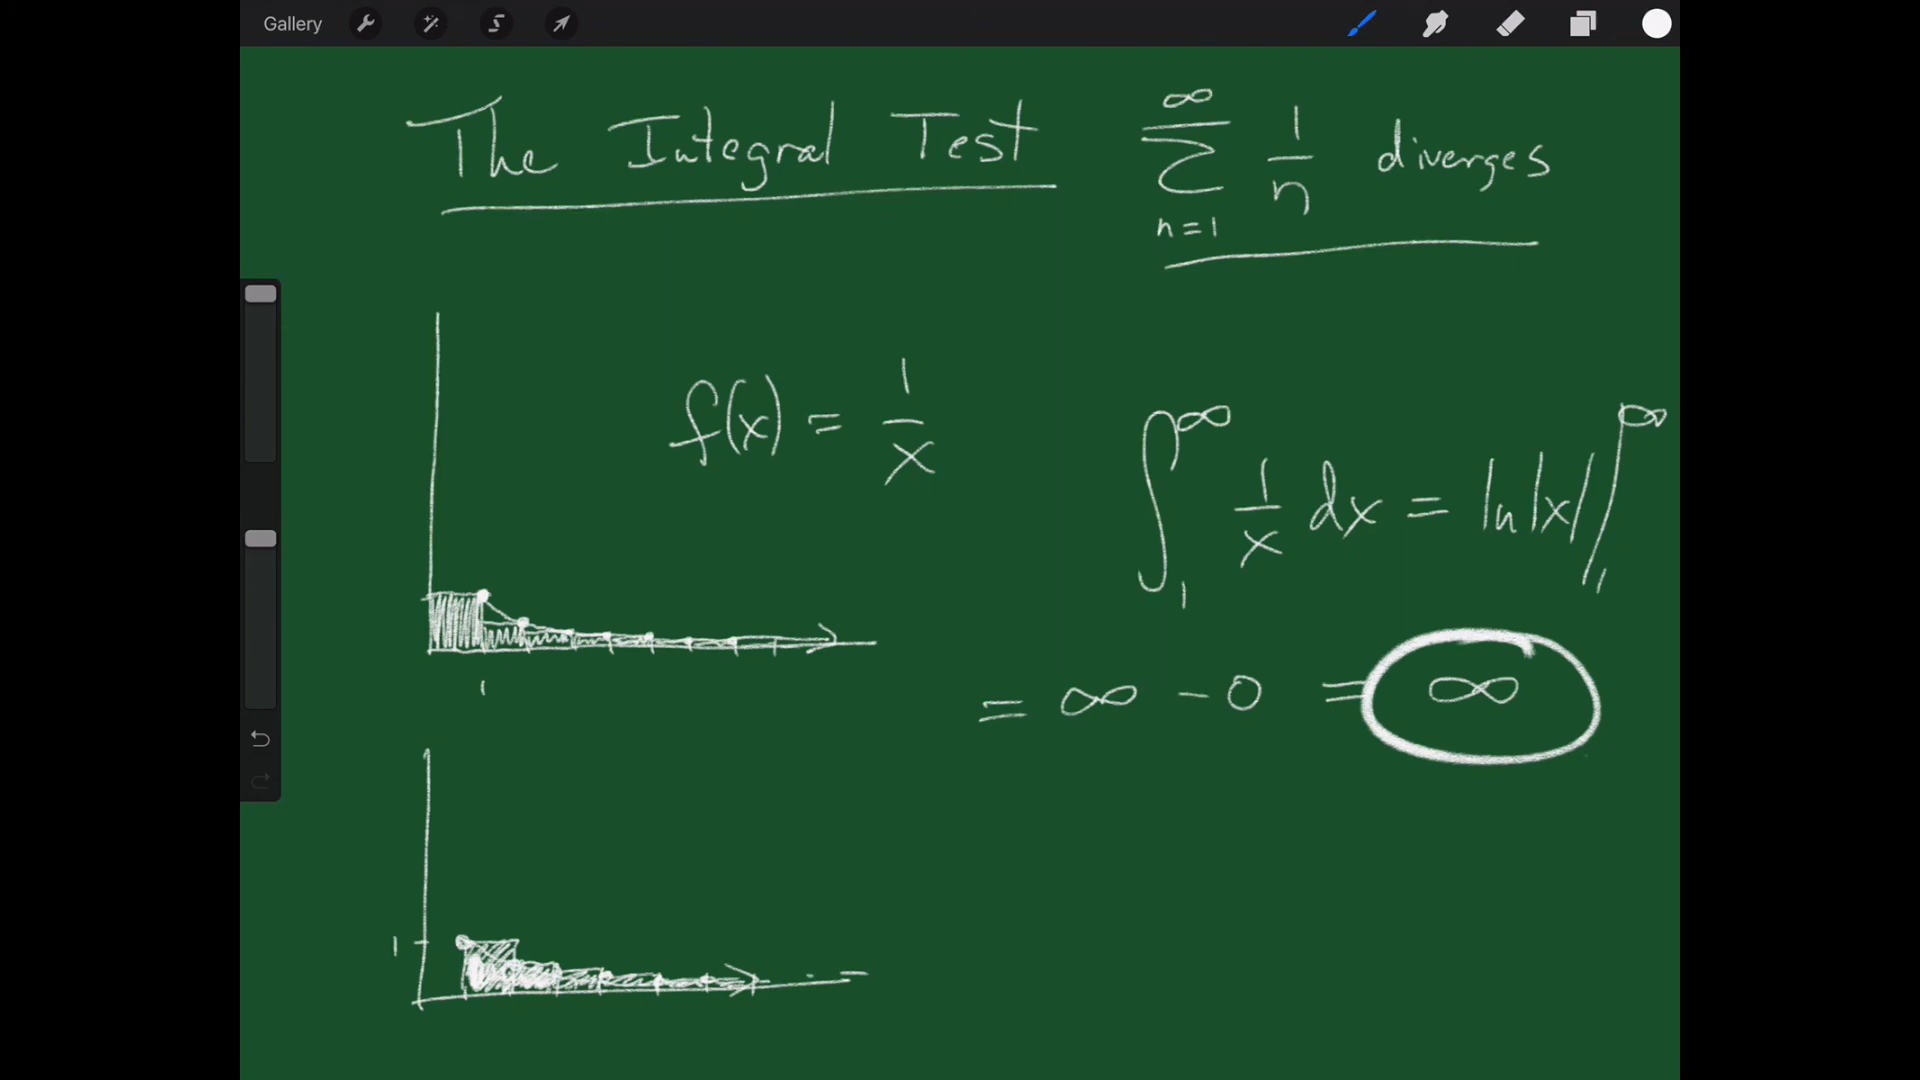 Gallery
The Integral Test
∞ ∑ n=1 1/n diverges
f(x) = 1/x
∫ ∞ 1 1/x dx = ln|x| | ∞ 1
= ∞ - 0 = ∞
1
1